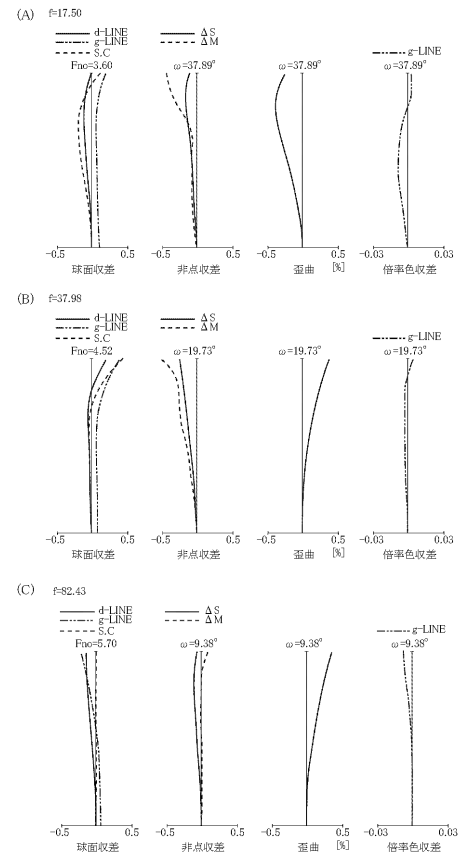 (A) f=17.50
d-LINE
g-LINE
S.C
Fno=3.60
ΔS
ΔM
ω=37.89°
ω=37.89°
g-LINE
ω=37.89°
-0.5 0.5 -0.5 0.5 -0.5 0.5 -0.03 0.03
球面収差 非点収差 歪曲 [%] 倍率色収差
(B) f=37.98
d-LINE
g-LINE
S.C
Fno=4.52
ΔS
ΔM
ω=19.73°
ω=19.73°
g-LINE
ω=19.73°
-0.5 0.5 -0.5 0.5 -0.5 0.5 -0.03 0.03
球面収差 非点収差 歪曲 [%] 倍率色収差
(C) f=82.43
d-LINE
g-LINE
S.C
Fno=5.70
ΔS
ΔM
ω=9.38°
ω=9.38°
g-LINE
ω=9.38°
-0.5 0.5 -0.5 0.5 -0.5 0.5 -0.03 0.03
球面収差 非点収差 歪曲 [%] 倍率色収差